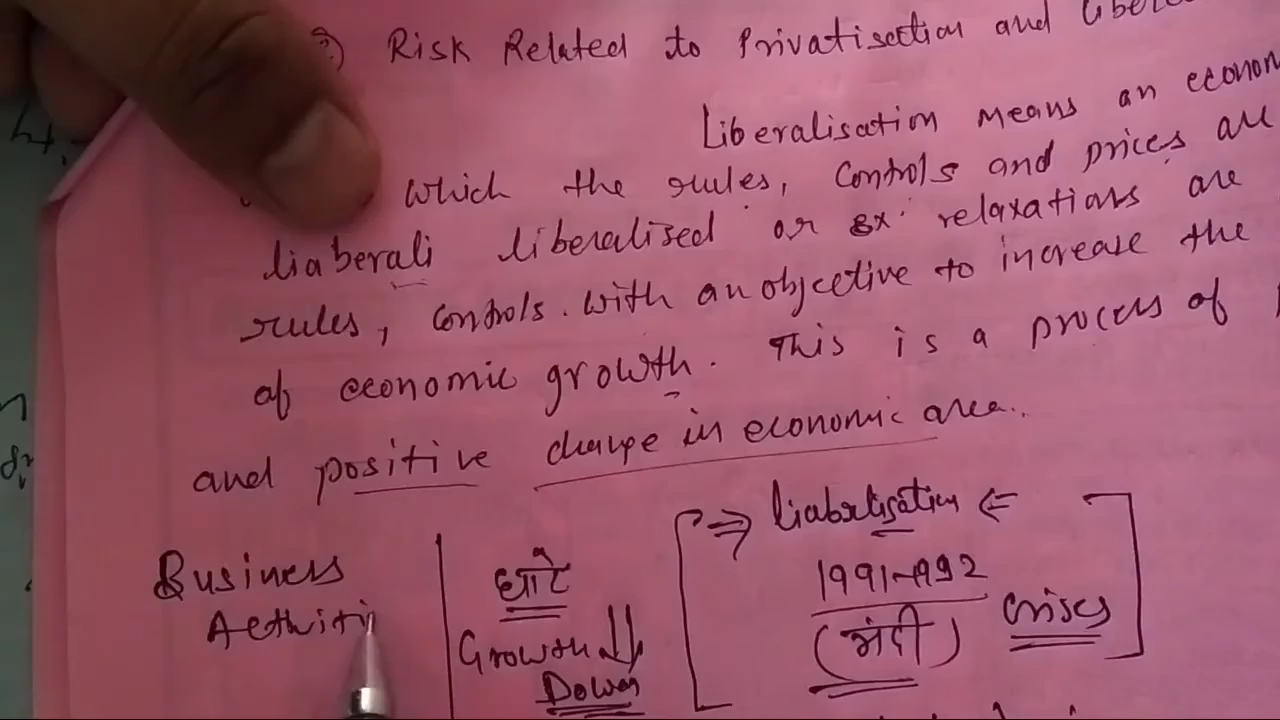 Risk Related to Privatisation and
Liberalisation means an econom
which the rules, controls and prices are
liaberali liberalised or Ex relaxations are
rules, controls. with an objective to increase the
of economic growth. This is a process of
and positive change in economic area..
⇒ Liabralisation ⇐
1991-1992
(मंदी) crises
घाटे
Growth ⇓
Down
Business
Activiti